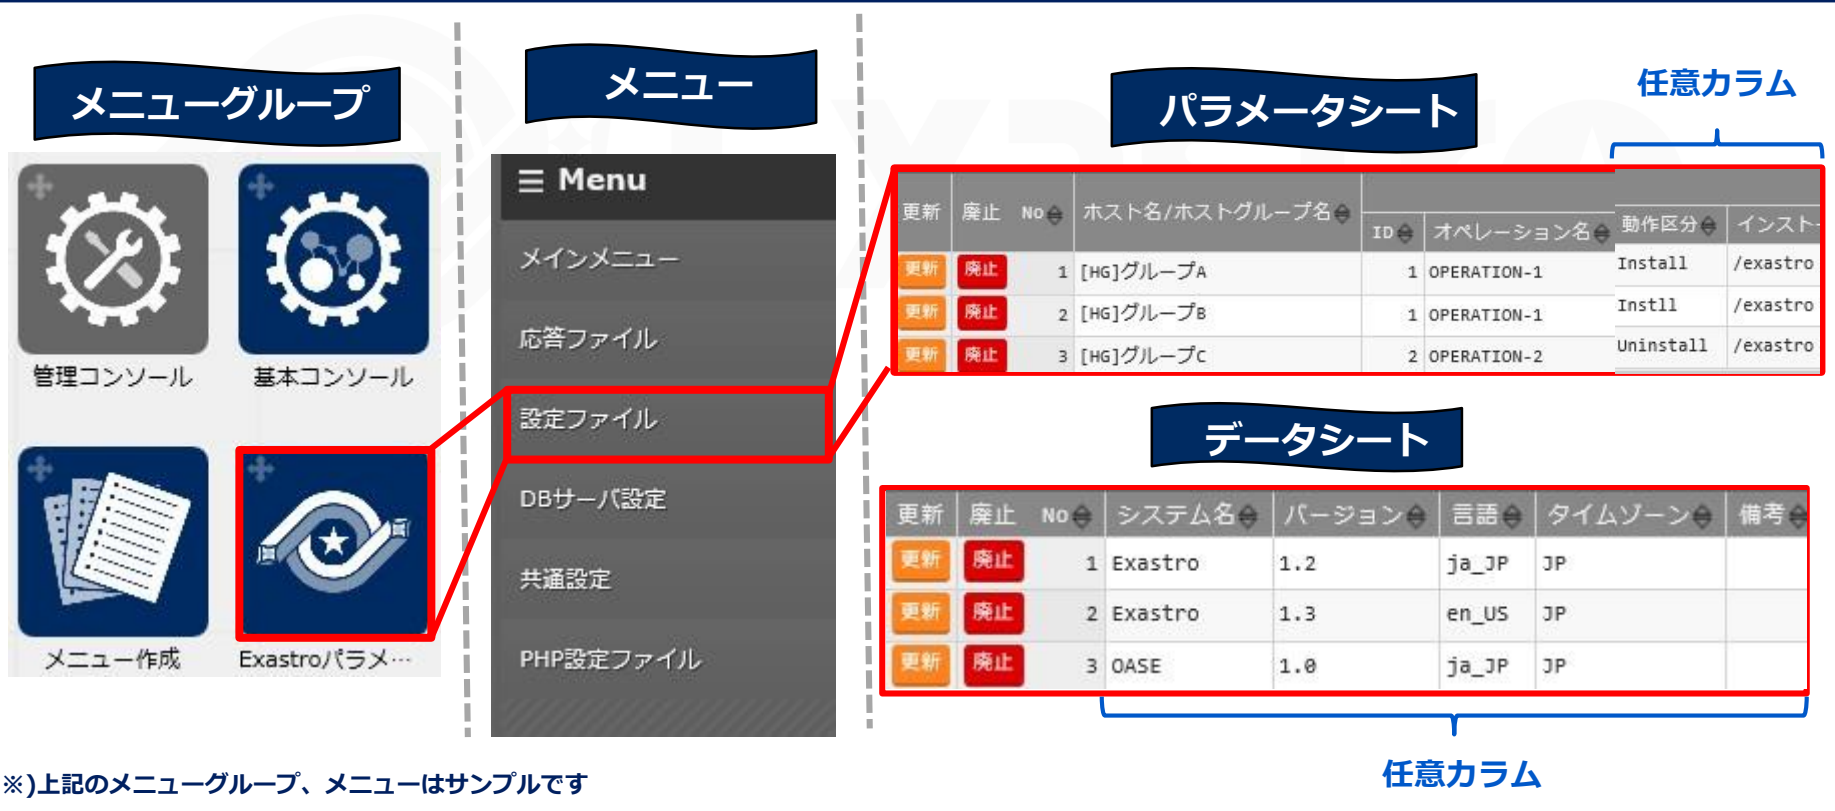 メニューグループ
管理コンソール
基本コンソール
メニュー作成
Exastroパラメ…
メニュー
☰ Menu
メインメニュー
応答ファイル
設定ファイル
DBサーバ設定
共通設定
PHP設定ファイル
パラメータシート
任意カラム
更新 廃止 No ホスト名/ホストグループ名 ID オペレーション名 動作区分 インストー
更新 廃止 1 [HG]グループA 1 OPERATION-1 Install /exastro
更新 廃止 2 [HG]グループB 1 OPERATION-1 Instll /exastro
更新 廃止 3 [HG]グループC 2 OPERATION-2 Uninstall /exastro
データシート
更新 廃止 No システム名 バージョン 言語 タイムゾーン 備考
更新 廃止 1 Exastro 1.2 ja_JP JP
更新 廃止 2 Exastro 1.3 en_US JP
更新 廃止 3 OASE 1.0 ja_JP JP
任意カラム
※)上記のメニューグループ、メニューはサンプルです